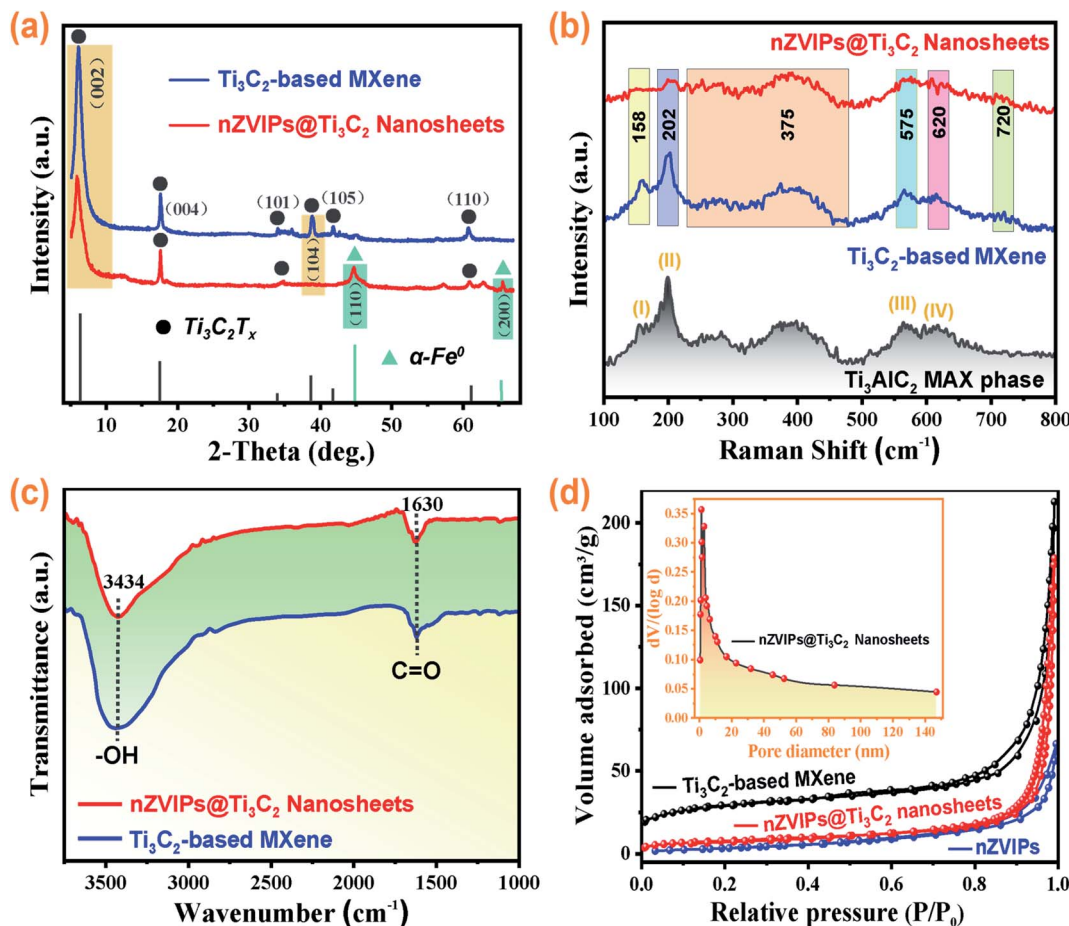 (a)
Intensity (a.u.)
(002)
Ti₃C₂-based MXene
nZVIPs@Ti₃C₂ Nanosheets
(004)
(101)
(104)
(105)
(110)
(110)
(200)
Ti₃C₂Tₓ
α-Fe⁰
10 20 30 40 50 60
2-Theta (deg.)
(b)
Intensity (a.u.)
nZVIPs@Ti₃C₂ Nanosheets
158
202
375
575
620
720
Ti₃C₂-based MXene
(I)
(II)
(III)
(IV)
Ti₃AlC₂ MAX phase
100 200 300 400 500 600 700 800
Raman Shift (cm⁻¹)
(c)
Transmittance (a.u.)
1630
3434
C=O
-OH
nZVIPs@Ti₃C₂ Nanosheets
Ti₃C₂-based MXene
3500 3000 2500 2000 1500 1000
Wavenumber (cm⁻¹)
(d)
Volume adsorbed (cm³/g)
200
150
100
50
0
dV/(log d)
0.35
0.30
0.25
0.20
0.15
0.10
0.05
0.00
nZVIPs@Ti₃C₂ Nanosheets
0 20 40 60 80 100 120 140
Pore diameter (nm)
Ti₃C₂-based MXene
nZVIPs@Ti₃C₂ nanosheets
nZVIPs
0.0 0.2 0.4 0.6 0.8 1.0
Relative pressure (P/P₀)